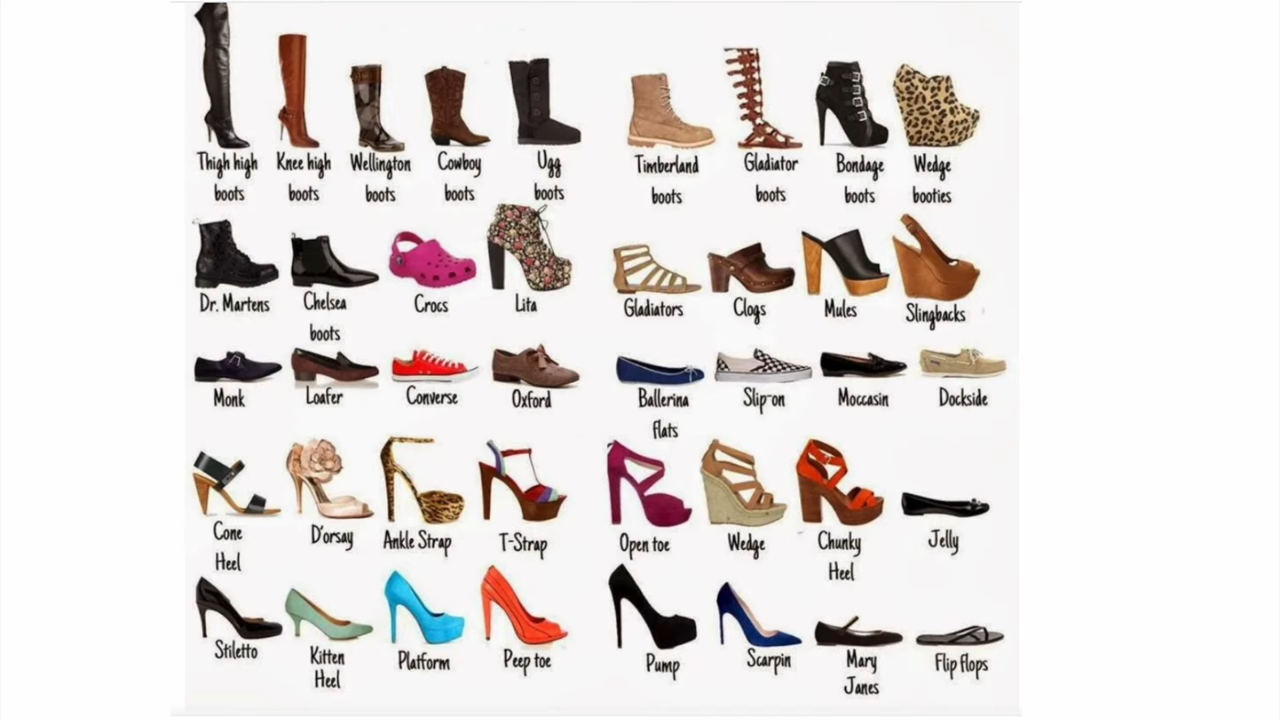 Thigh high boots
Knee high boots
Wellington boots
Cowboy boots
Ugg boots
Timberland boots
Gladiator boots
Bondage boots
Wedge booties
Dr. Martens
Chelsea boots
Crocs
Lita
Gladiators
Clogs
Mules
Slingbacks
Monk
Loafer
Converse
Oxford
Ballerina flats
Slip-on
Moccasin
Dockside
Cone Heel
D'orsay
Ankle Strap
T-Strap
Open toe
Wedge
Chunky Heel
Jelly
Stiletto
Kitten Heel
Platform
Peep toe
Pump
Scarpin
Mary Janes
Flip flops